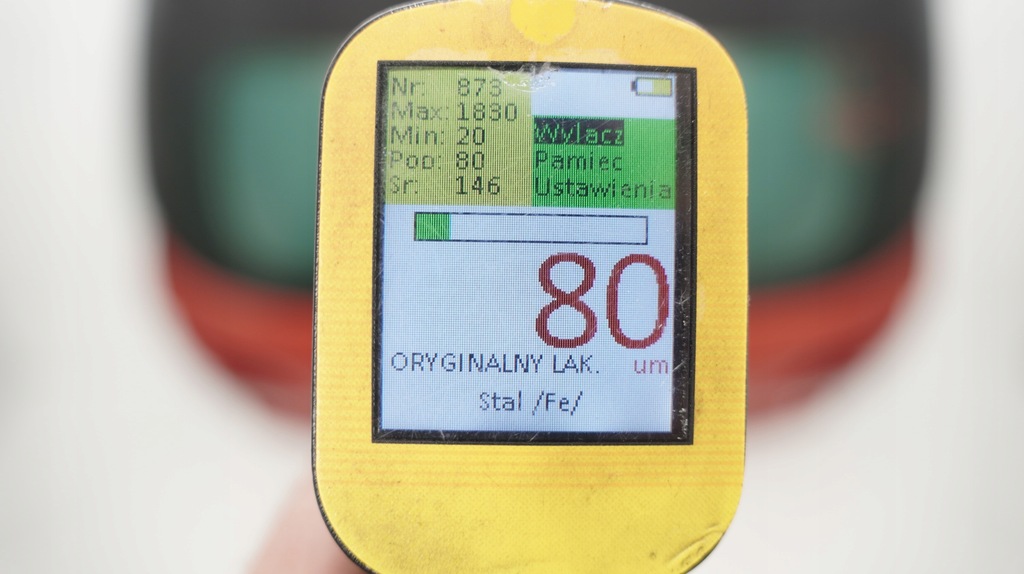 Nr: 873
Max: 1830
Min: 20
Pop: 80
Sr: 146
Wylacz
Pamiec
Ustawienia
80
um
ORYGINALNY LAK.
Stal /Fe/